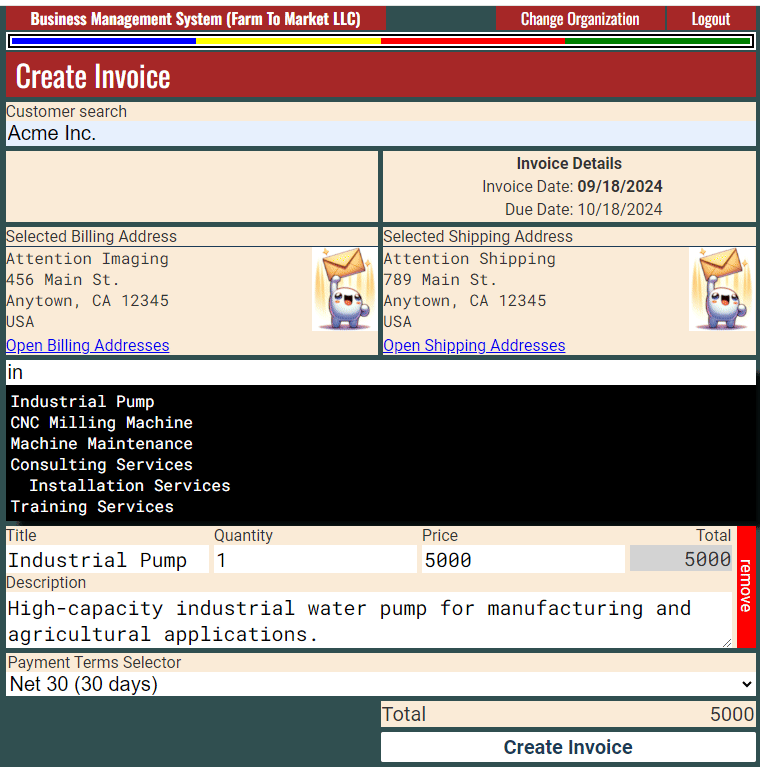 Business Management System (Farm To Market LLC) Change Organization Logout
Create Invoice
Customer search
Acme Inc.
Invoice Details
Invoice Date: 09/18/2024
Due Date: 10/18/2024
Selected Billing Address
Attention Imaging
456 Main St.
Anytown, CA 12345
USA
Open Billing Addresses
Selected Shipping Address
Attention Shipping
789 Main St.
Anytown, CA 12345
USA
Open Shipping Addresses
in
Industrial Pump
CNC Milling Machine
Machine Maintenance
Consulting Services
Installation Services
Training Services
Title Quantity Price Total
Industrial Pump 1 5000 5000
remove
Description
High-capacity industrial water pump for manufacturing and
agricultural applications.
Payment Terms Selector
Net 30 (30 days)
Total 5000
Create Invoice